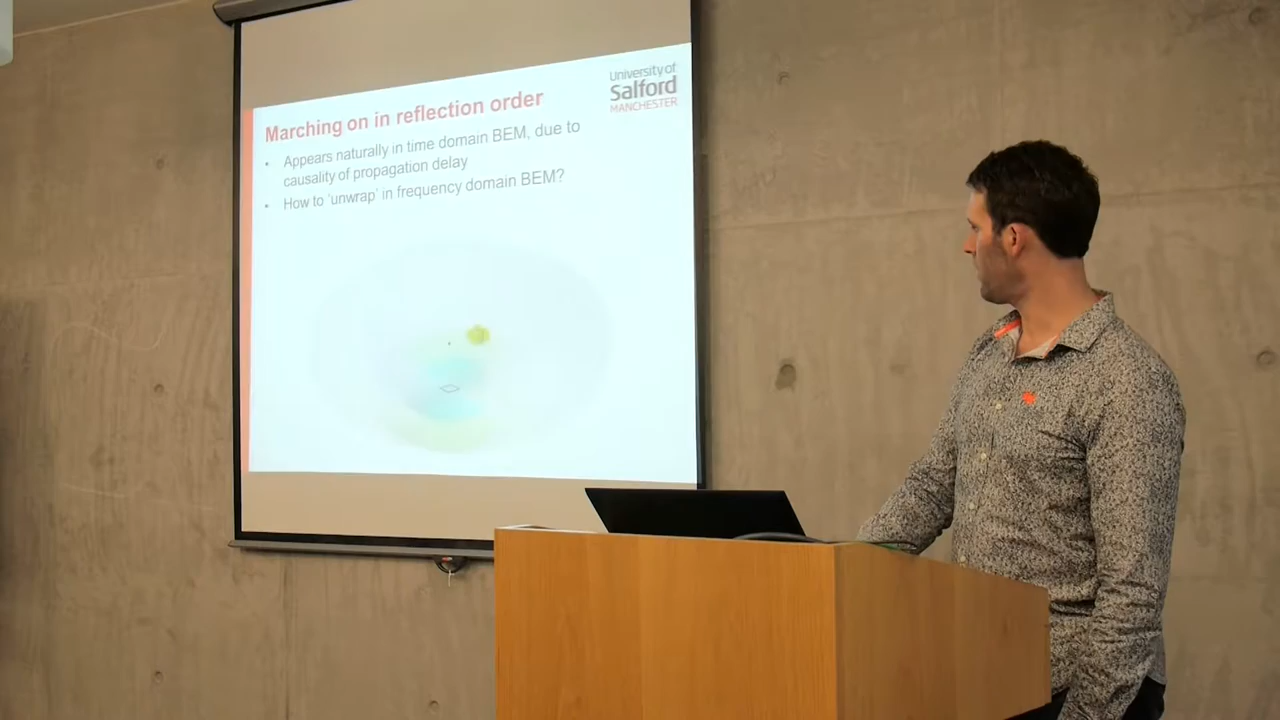 University of
Salford
MANCHESTER
Marching on in reflection order
• Appears naturally in time domain BEM, due to
causality of propagation delay
• How to 'unwrap' in frequency domain BEM?